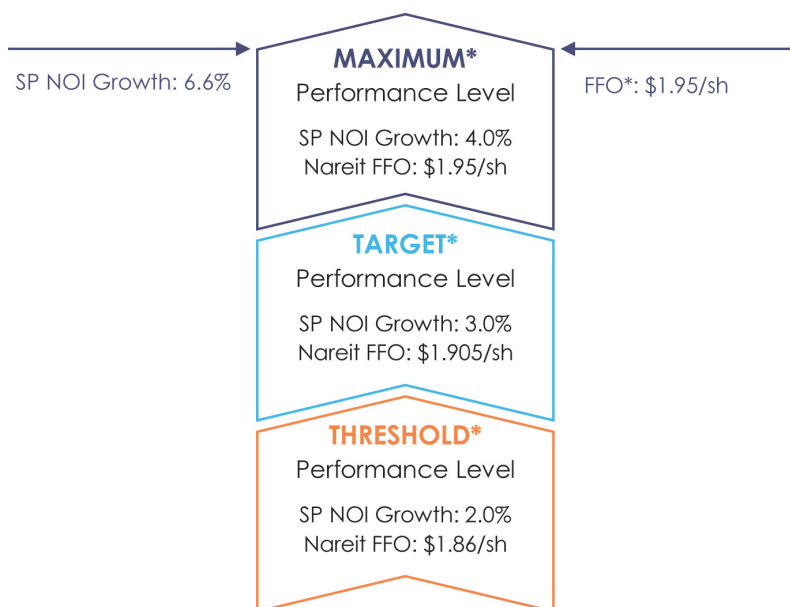 MAXIMUM*
SP NOI Growth: 6.6%
FFO*: $1.95/sh
Performance Level
SP NOI Growth: 4.0%
Nareit FFO: $1.95/sh
TARGET*
Performance Level
SP NOI Growth: 3.0%
Nareit FFO: $1.905/sh
THRESHOLD*
Performance Level
SP NOI Growth: 2.0%
Nareit FFO: $1.86/sh